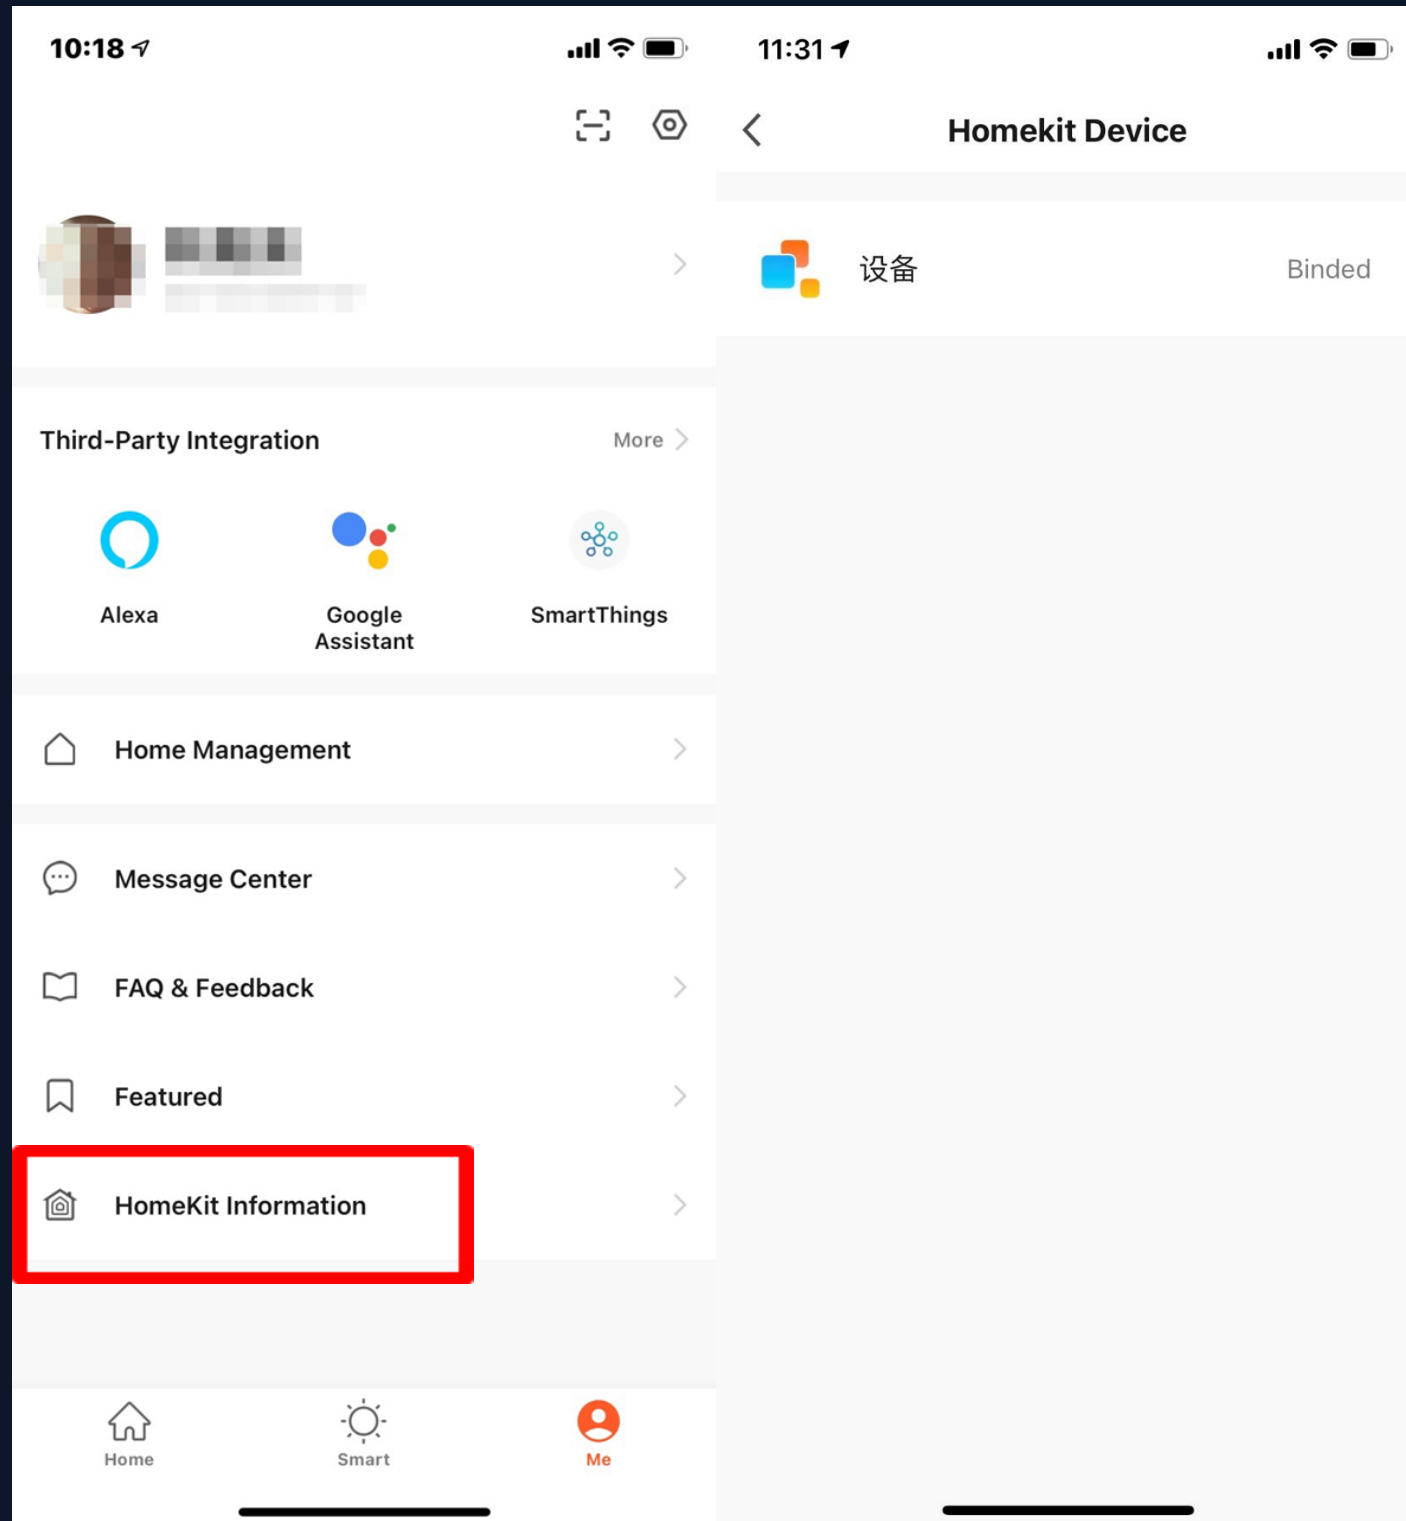 10:18
Third-Party Integration
More
Alexa
Google
Assistant
SmartThings
Home Management
Message Center
FAQ & Feedback
Featured
HomeKit Information
Home
Smart
Me
11:31
Homekit Device
设备
Binded